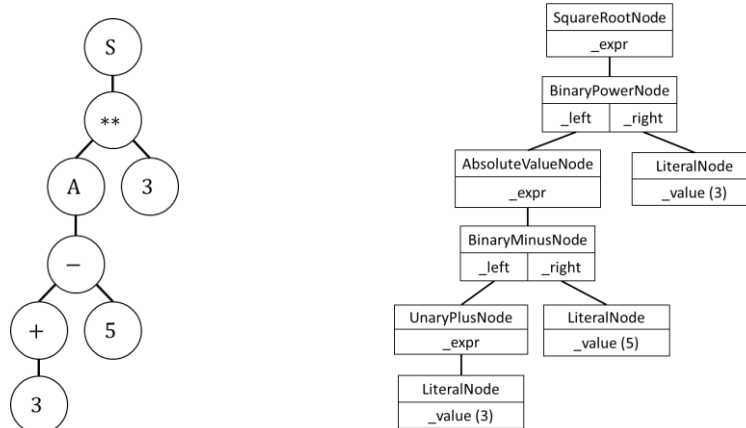 S
**
A
3
−
+
5
3
SquareRootNode
_expr
BinaryPowerNode
_left _right
AbsoluteValueNode
_expr
LiteralNode
_value (3)
BinaryMinusNode
_left _right
UnaryPlusNode
_expr
LiteralNode
_value (5)
LiteralNode
_value (3)